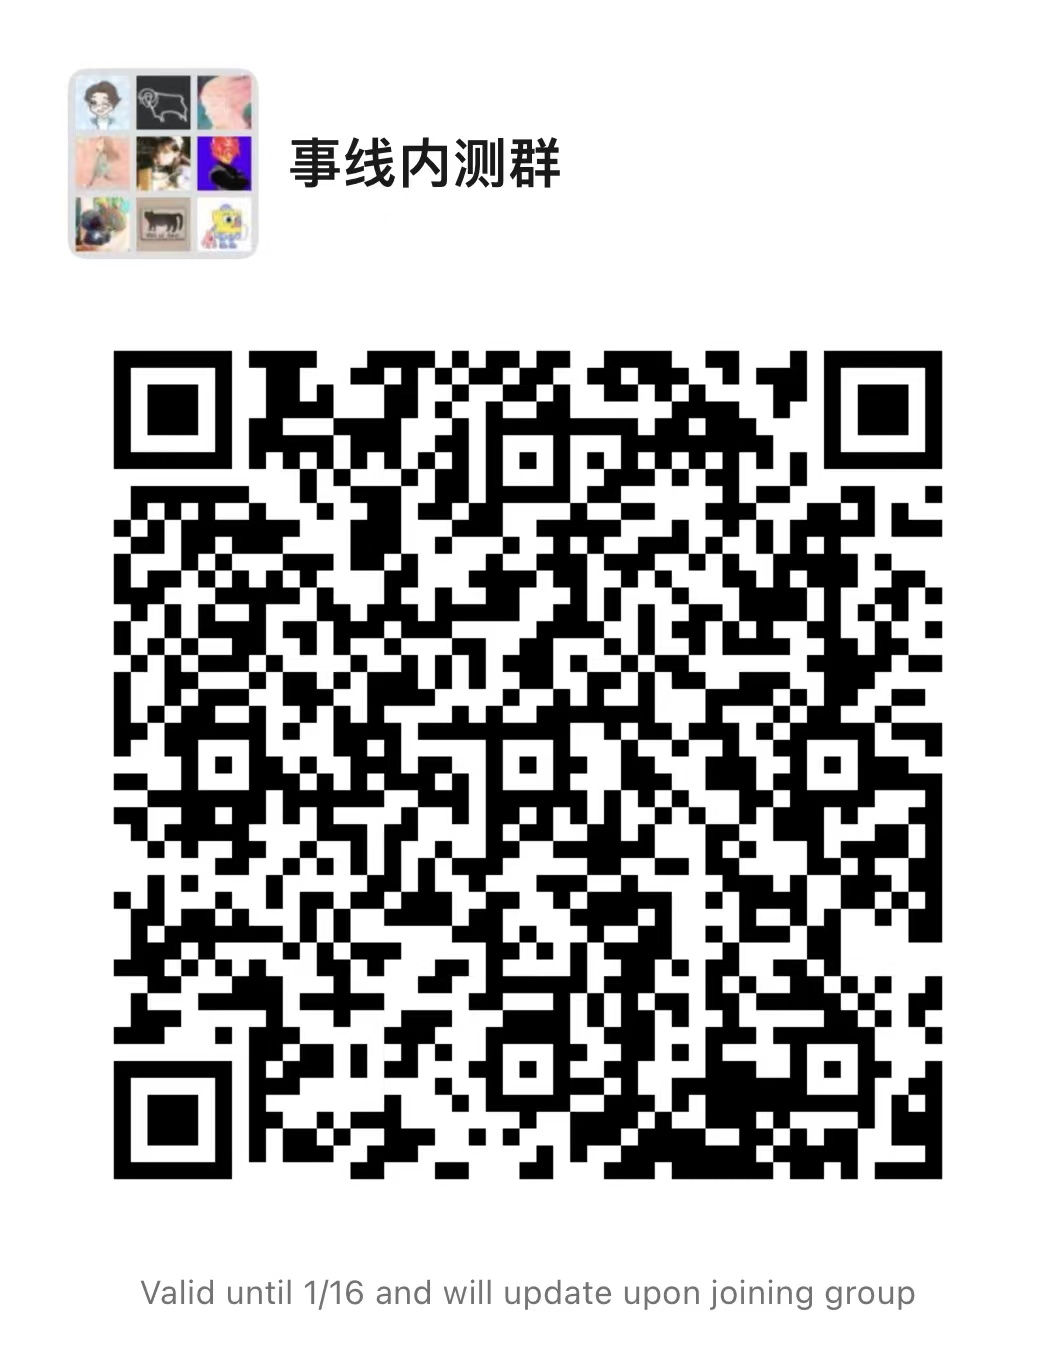 事线内测群
Valid until 1/16 and will update upon joining group